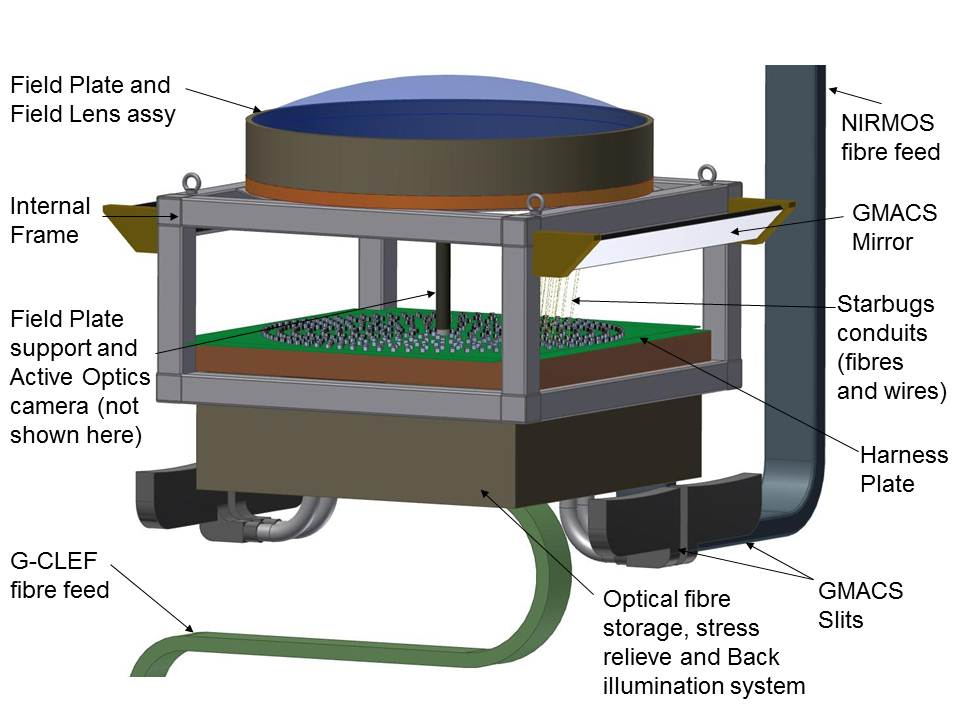 Field Plate and
Field Lens assy
Internal
Frame
Field Plate
support and
Active Optics
camera (not
shown here)
G-CLEF
fibre feed
NIRMOS
fibre feed
GMACS
Mirror
Starbugs
conduits
(fibres
and wires)
Harness
Plate
GMACS
Slits
Optical fibre
storage, stress
relieve and Back
illumination system